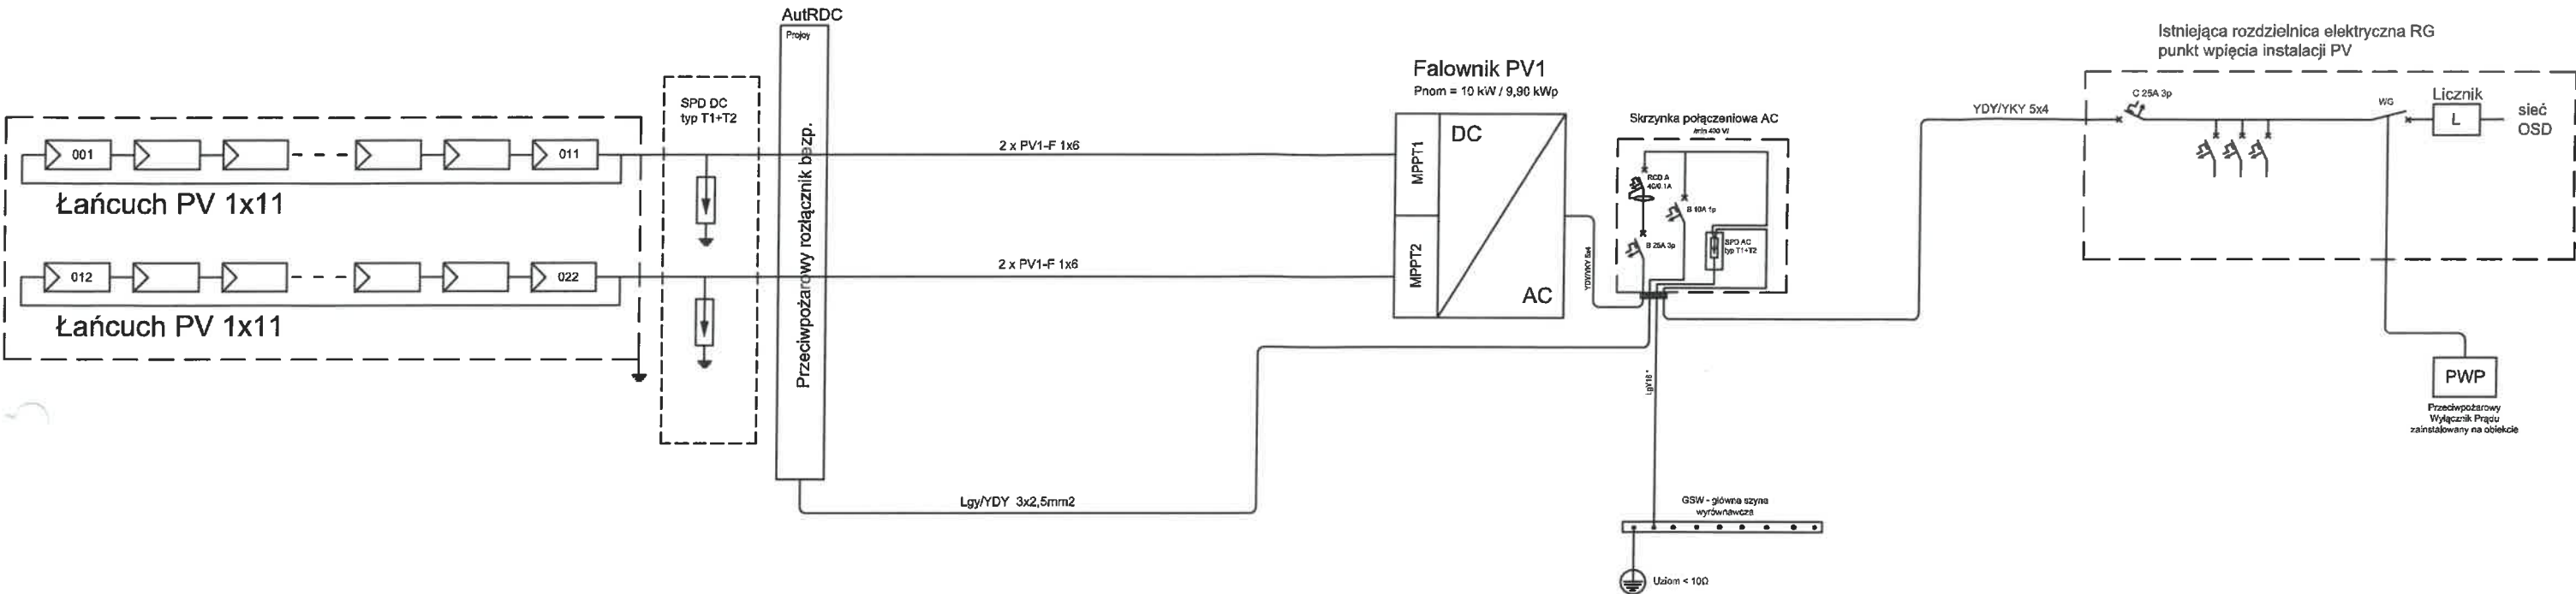 AutRDC
Projoy
Przeciwpożarowy rozłącznik bezp.
001
011
Łańcuch PV 1x11
012
022
Łańcuch PV 1x11
SPD DC
typ T1+T2
2 x PV1-F 1x6
2 x PV1-F 1x6
Lgy/YDY 3x2,5mm2
Falownik PV1
Pnom = 10 kW / 9,90 kWp
MPPT1
MPPT2
DC
AC
YDY/YKY 5x4
Skrzynka połączeniowa AC
/min 400 V/
RCD A
40/0.1A
B 10A 1p
B 25A 3p
SPD AC
typ T1+T2
LgY16 *
GSW - główna szyna
wyrównawcza
Uziom < 10Ω
YDY/YKY 5x4
Istniejąca rozdzielnica elektryczna RG
punkt wpięcia instalacji PV
C 25A 3p
WG
Licznik
L
sieć
OSD
PWP
Przeciwpożarowy
Wyłącznik Prądu
zainstalowany na obiekcie